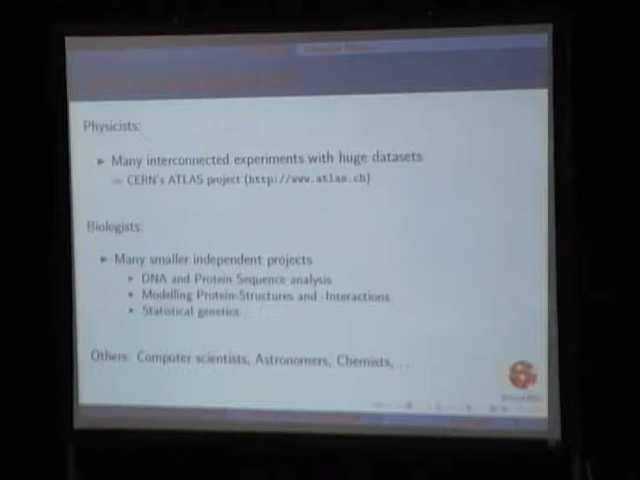 Physicists:
▸ Many interconnected experiments with huge datasets
— CERN's ATLAS project (http://www.atlas.ch)
Biologists:
▸ Many smaller independent projects
▸ DNA and Protein Sequence analysis
▸ Modelling Protein-Structures and -Interactions
▸ Statistical genetics
Others: Computer scientists, Astronomers, Chemists, ...